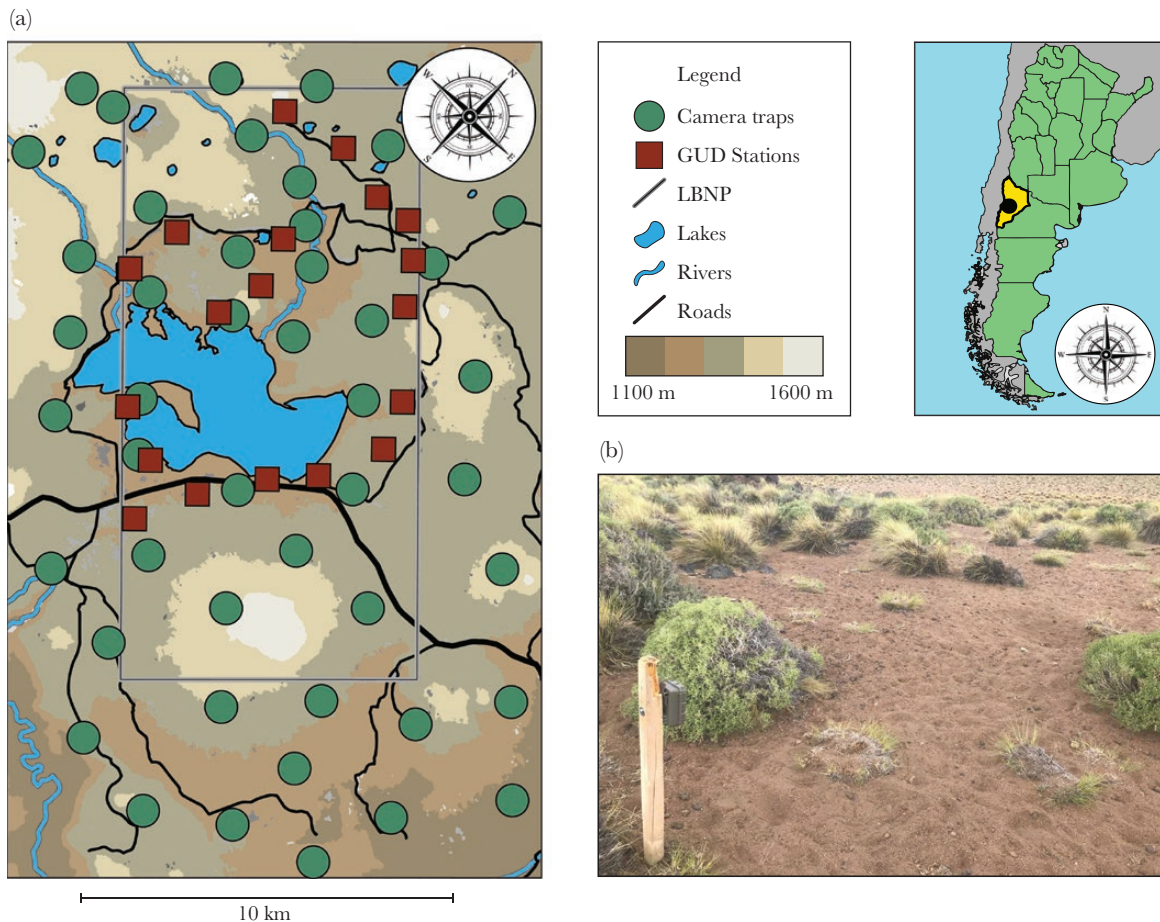 (a)
N
E
S
W
10 km
Legend
Camera traps
GUD Stations
LBNP
Lakes
Rivers
Roads
1100 m 1600 m
N
W E
S
(b)